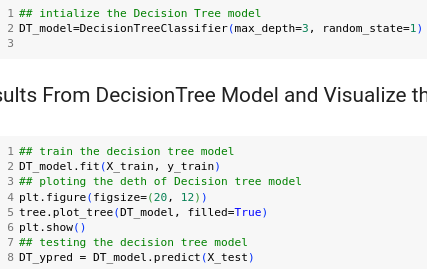 1 ## intialize the Decision Tree model
2 DT_model=DecisionTreeClassifier(max_depth=3, random_state=1)
3
sults From DecisionTree Model and Visualize th
1 ## train the decision tree model
2 DT_model.fit(X_train, y_train)
3 ## ploting the deth of Decision tree model
4 plt.figure(figsize=(20, 12))
5 tree.plot_tree(DT_model, filled=True)
6 plt.show()
7 ## testing the decision tree model
8 DT_ypred = DT_model.predict(X_test)